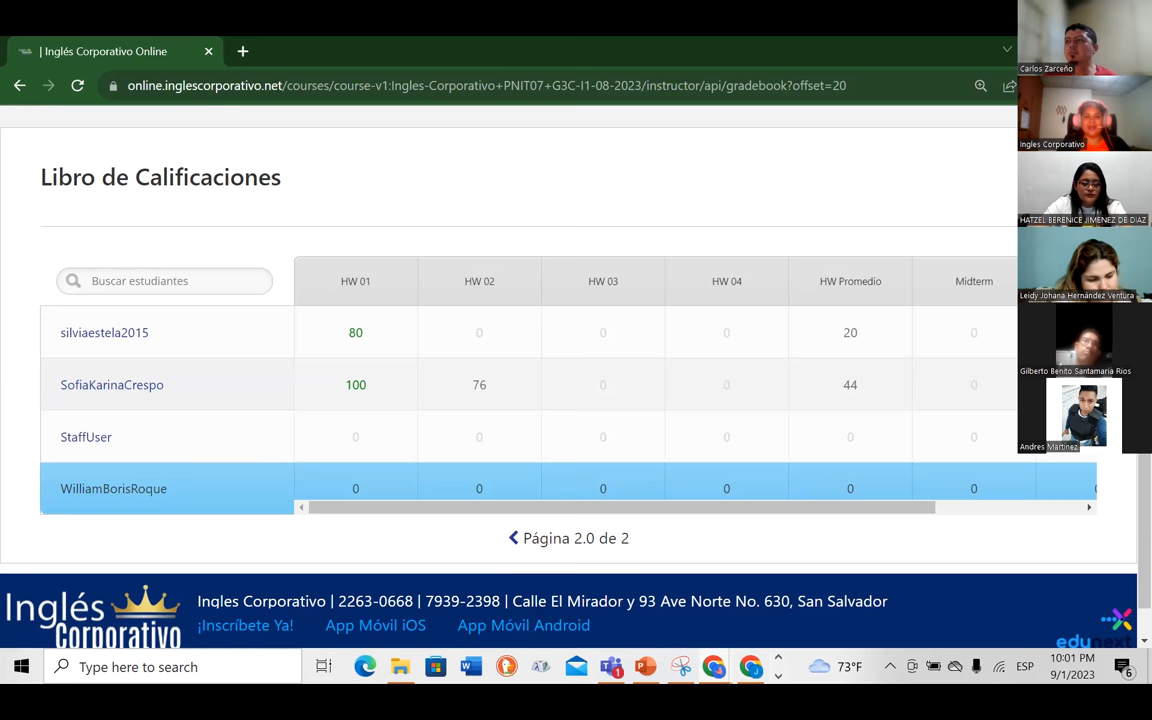 | Inglés Corporativo Online
online.inglescorporativo.net/courses/course-v1:Ingles-Corporativo+PNIT07+G3C-I1-08-2023/instructor/api/gradebook?offset=20
Libro de Calificaciones
Buscar estudiantes
HW 01 HW 02 HW 03 HW 04 HW Promedio Midterm
silviaestela2015 80 0 0 0 20 0
SofiaKarinaCrespo 100 76 0 0 44 0
StaffUser 0 0 0 0 0 0
WilliamBorisRoque 0 0 0 0 0 0
Página 2.0 de 2
Inglés
Corporativo
Ingles Corporativo | 2263-0668 | 7939-2398 | Calle El Mirador y 93 Ave Norte No. 630, San Salvador
¡Inscríbete Ya! App Móvil iOS App Móvil Android
edunext
Type here to search
1
73°F
ESP
10:01 PM
9/1/2023
6
Carlos Zarceño
Ingles Corporativo
HATZEL BERENICE JIMENEZ DE DIAZ
Leidy Johana Hernández Ventura
Gilberto Benito Santamaria Rios
Andres Martinez